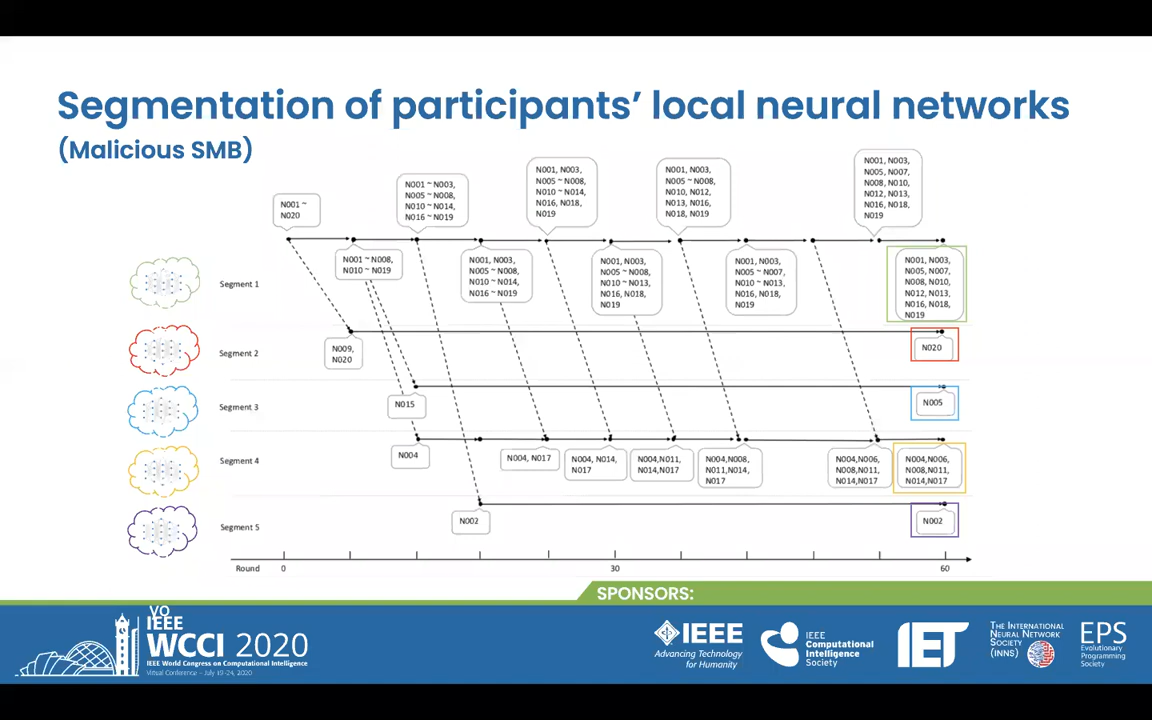 Segmentation of participants' local neural networks
(Malicious SMB)
N001 ~
N020
N001 ~ N003,
N005 ~ N008,
N010 ~ N014,
N016 ~ N019
N001, N003,
N005 ~ N008,
N010 ~ N014,
N016, N018,
N019
N001, N003,
N005 ~ N008,
N010, N012,
N013, N016,
N018, N019
N001, N003,
N005, N007,
N008, N010,
N012, N013,
N016, N018,
N019
Segment 1
N001 ~ N008,
N010 ~ N019
N001, N003,
N005 ~ N008,
N010 ~ N014,
N016 ~ N019
N001, N003,
N005 ~ N008,
N010 ~ N013,
N016, N018,
N019
N001, N003,
N005 ~ N007,
N010 ~ N013,
N016, N018,
N019
N001, N003,
N005, N007,
N008, N010,
N012, N013,
N016, N018,
N019
Segment 2
N009,
N020
N020
Segment 3
N015
N005
Segment 4
N004
N004, N017
N004, N014,
N017
N004,N011,
N014,N017
N004,N008,
N011,N014,
N017
N004,N006,
N008,N011,
N014,N017
N004,N006,
N008,N011,
N014,N017
Segment 5
N002
N002
Round
0
30
60
SPONSORS:
VO
IEEE
WCCI 2020
IEEE World Congress on Computational Intelligence
Virtual Conference - July 19-24, 2020
IEEE
Advancing Technology
for Humanity
IEEE
Computational
Intelligence
Society
IET
The International
Neural Network
Society
(INNS)
EPS
Evolutionary
Programming
Society